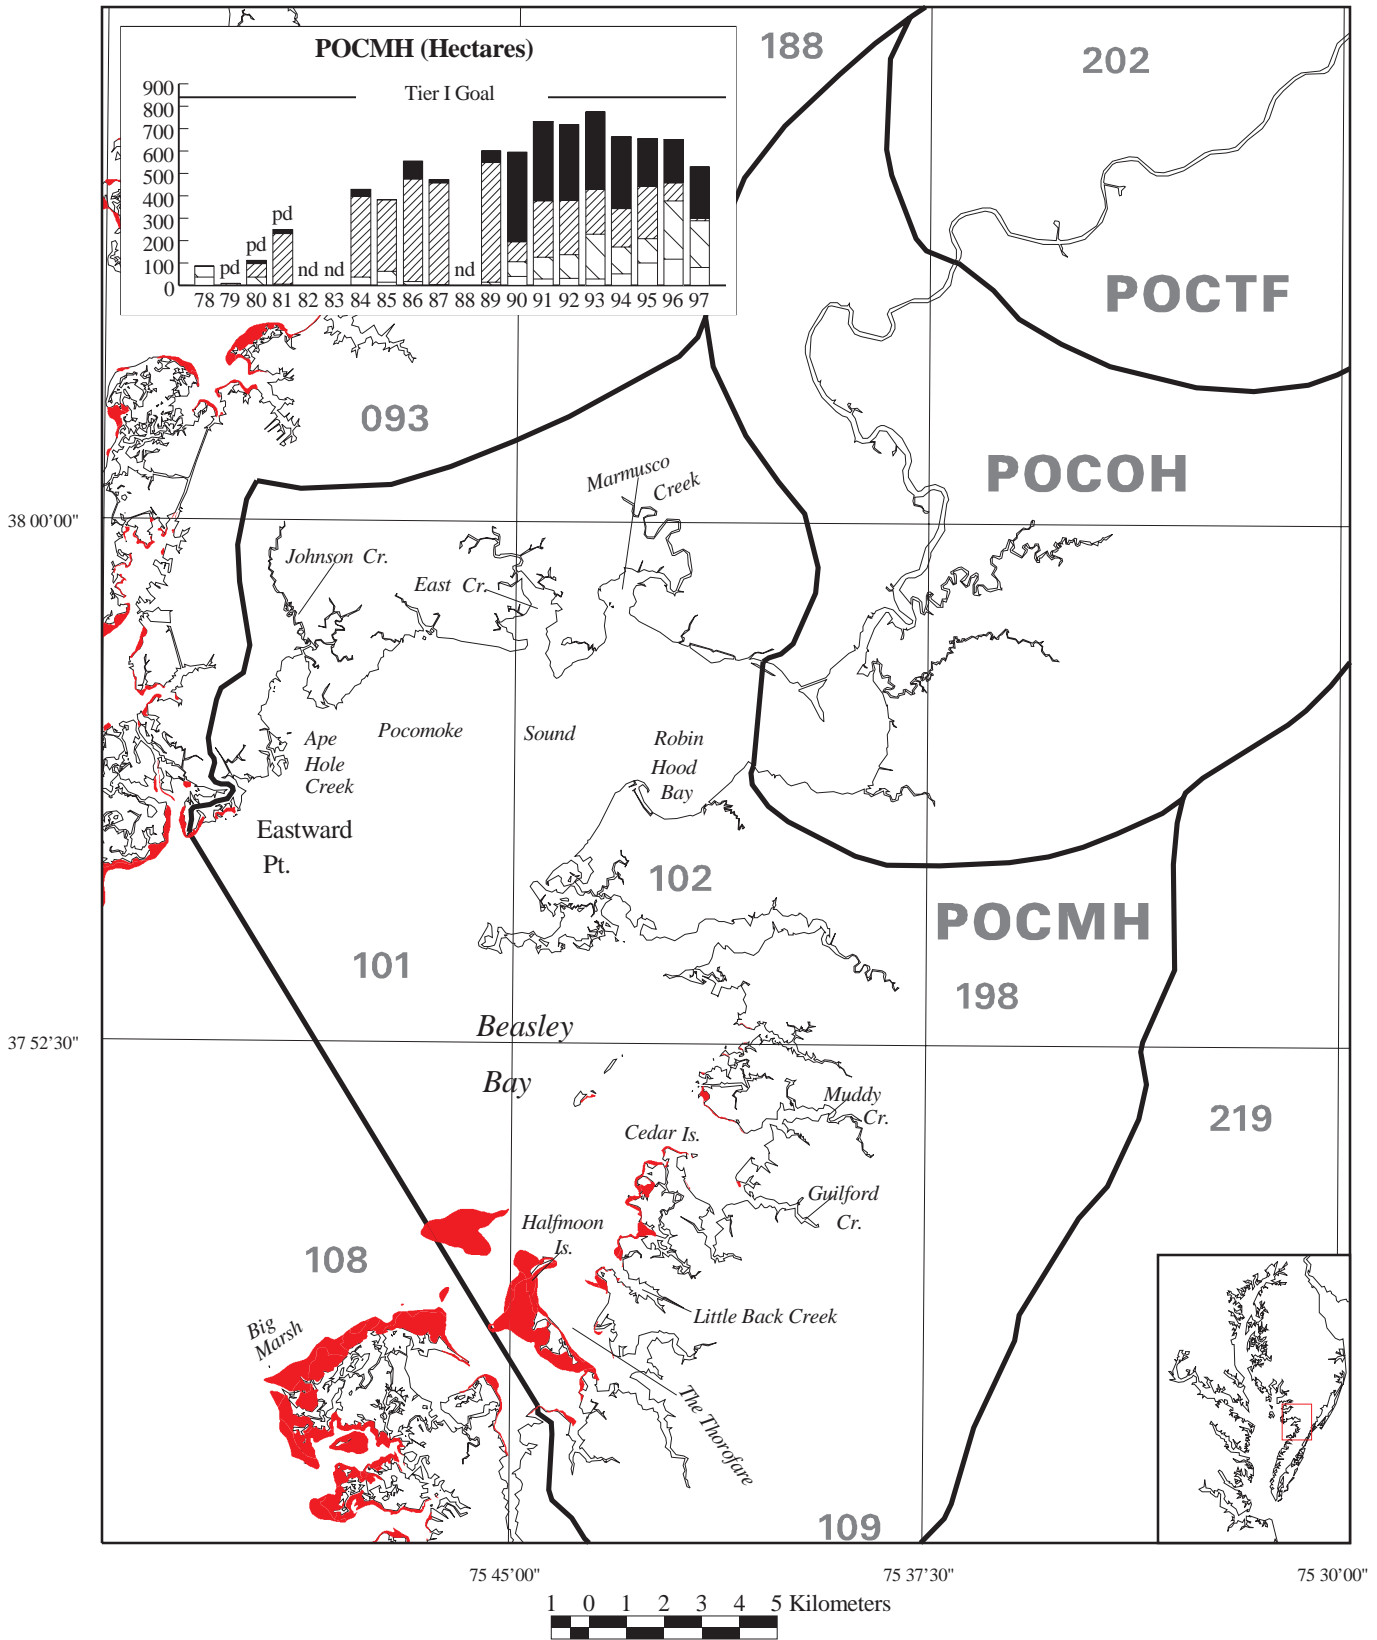 POCMH (Hectares)
Tier I Goal
900
800
700
600
500
400
300
200
100
0
pd
pd
pd
nd
nd
nd
78 79 80 81 82 83 84 85 86 87 88 89 90 91 92 93 94 95 96 97
188
202
POCTF
093
POCOH
Marmusco
Creek
38 00'00"
Johnson Cr.
East Cr.
Ape
Hole
Creek
Pocomoke
Sound
Robin
Hood
Bay
Eastward
Pt.
102
POCMH
101
198
Beasley
Bay
37 52'30"
Muddy
Cr.
219
Cedar Is.
Guilford
Cr.
Halfmoon
Is.
108
Big
Marsh
Little Back Creek
The Thorofare
109
75 45'00"
75 37'30"
75 30'00"
1 0 1 2 3 4 5 Kilometers